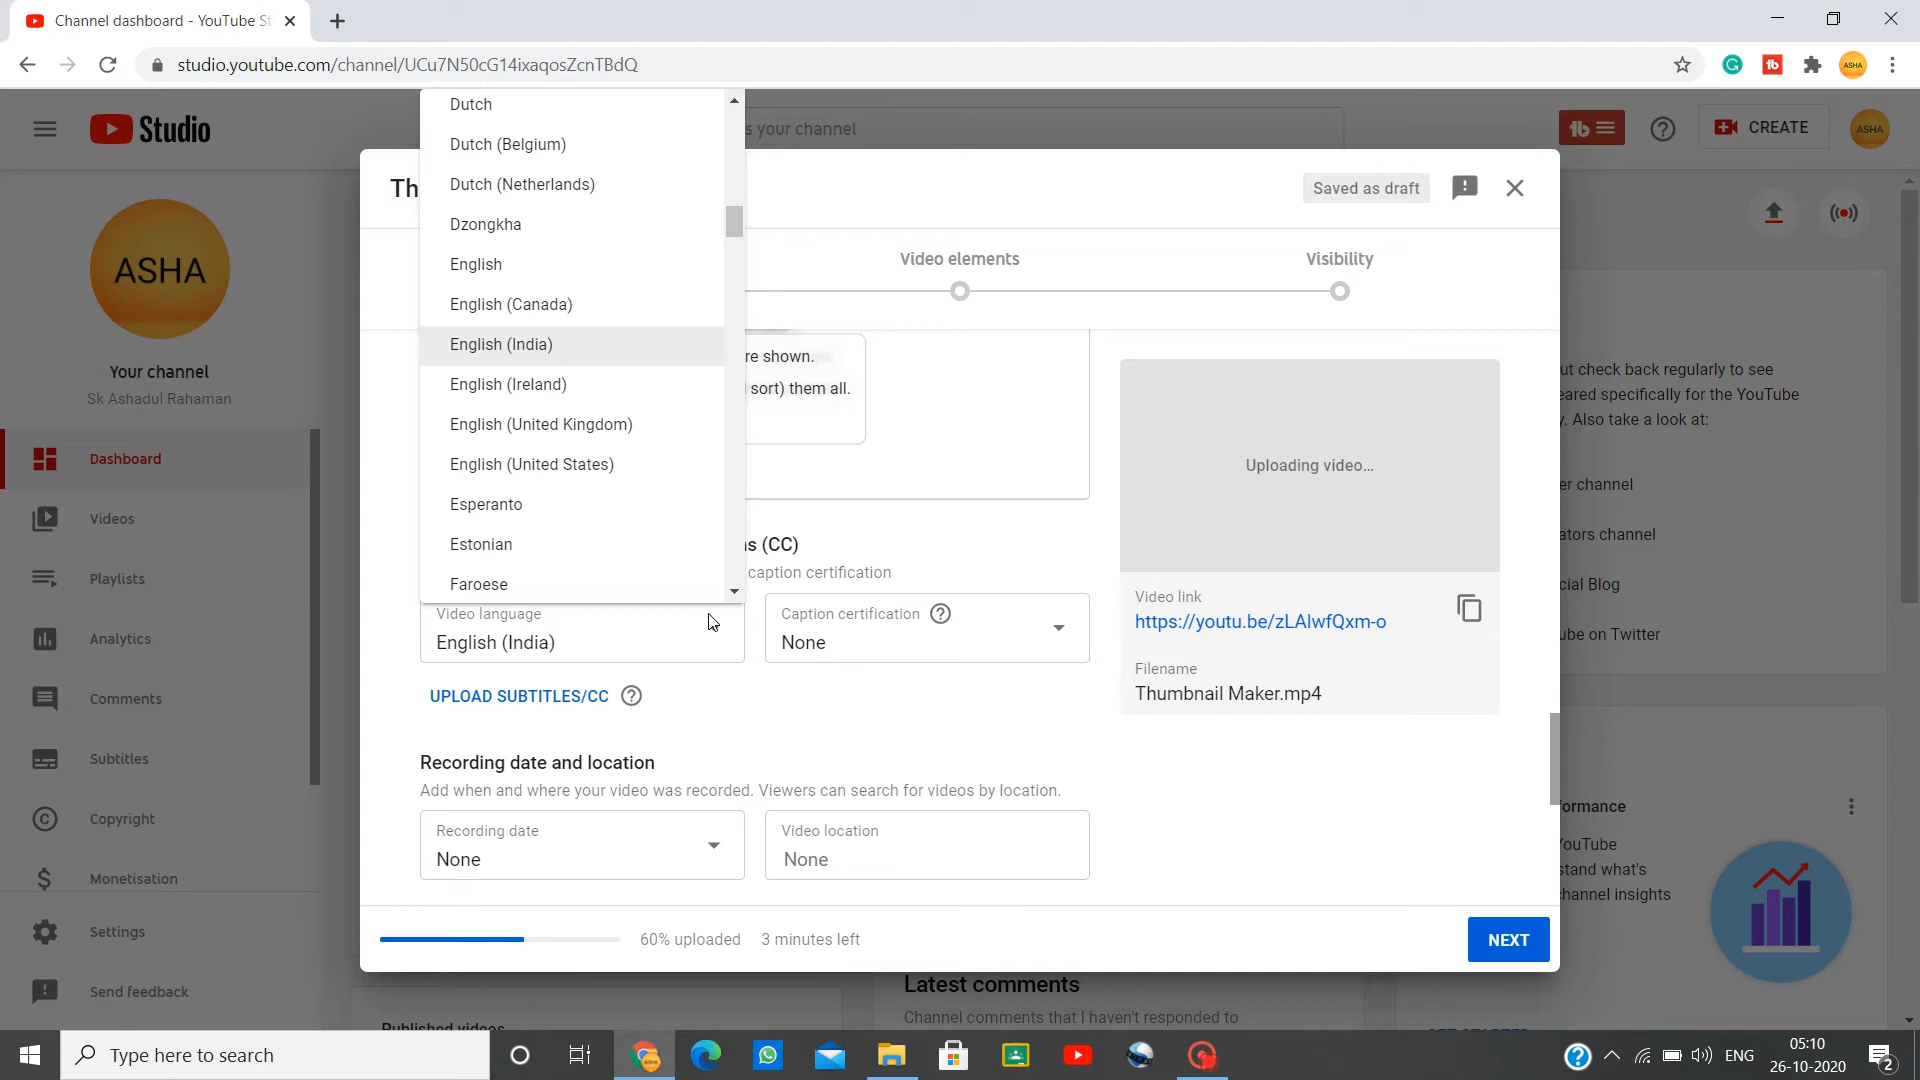 Channel dashboard - YouTube St
studio.youtube.com/channel/UCu7N50cG14ixaqosZcnTBdQ
ASHA
Studio
s your channel
CREATE
ASHA
ASHA
Your channel
Sk Ashadul Rahaman
Dashboard
Videos
Playlists
Analytics
Comments
Subtitles
Copyright
Monetisation
Settings
Send feedback
Th
Saved as draft
Video elements
Visibility
Dutch
Dutch (Belgium)
Dutch (Netherlands)
Dzongkha
English
English (Canada)
English (India)
English (Ireland)
English (United Kingdom)
English (United States)
Esperanto
Estonian
Faroese
re shown.
sort) them all.
s (CC)
caption certification
Video language
English (India)
Caption certification
None
UPLOAD SUBTITLES/CC
Recording date and location
Add when and where your video was recorded. Viewers can search for videos by location.
Recording date
None
Video location
None
Uploading video...
Video link
https://youtu.be/zLAlwfQxm-o
Filename
Thumbnail Maker.mp4
60% uploaded 3 minutes left
NEXT
ut check back regularly to see
eared specifically for the YouTube
y. Also take a look at:
er channel
ators channel
cial Blog
ube on Twitter
ormance
YouTube
stand what's
channel insights
Latest comments
Channel comments that I haven't responded to
Published videos
GET STARTED
Type here to search
ENG
05:10
26-10-2020
2